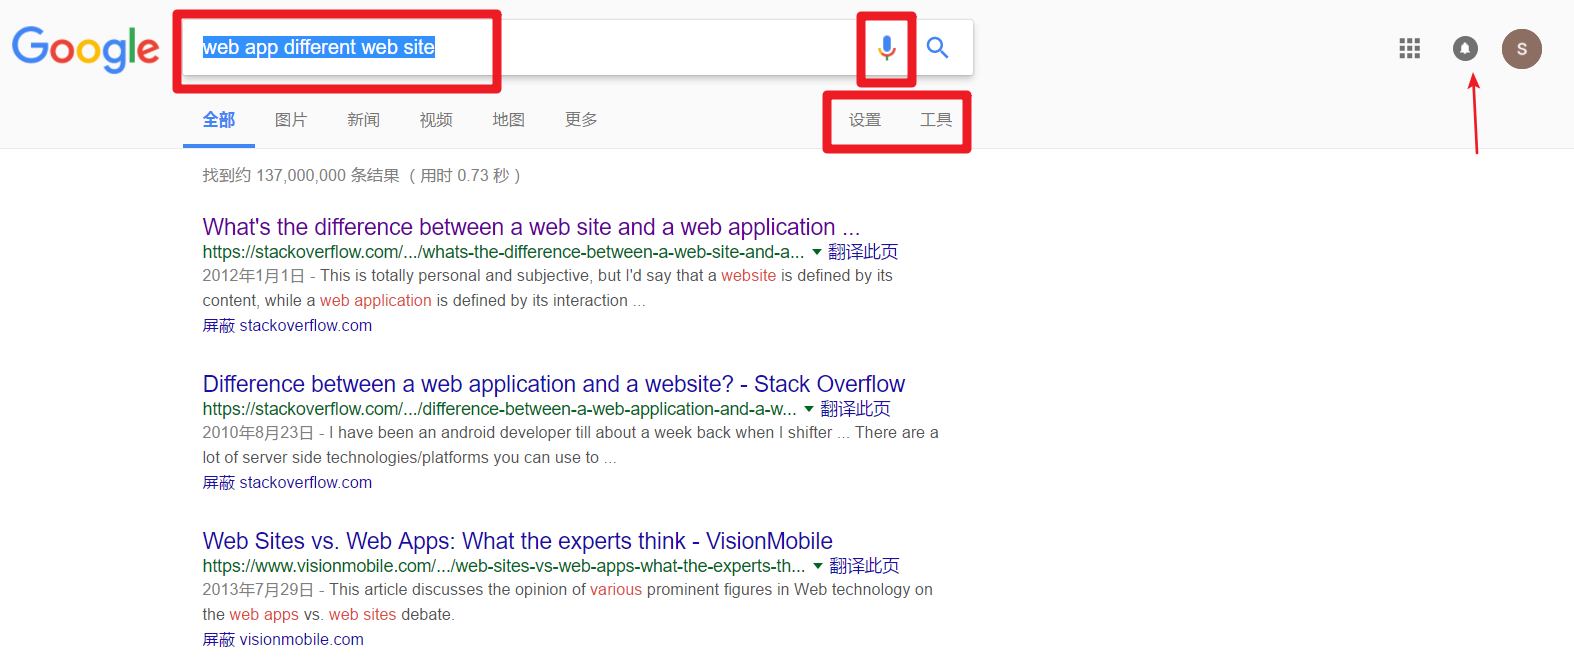 Google
web app different web site
S
全部 图片 新闻 视频 地图 更多 设置 工具
找到约 137,000,000 条结果 （用时 0.73 秒）
What's the difference between a web site and a web application ...
https://stackoverflow.com/.../whats-the-difference-between-a-web-site-and-a... 翻译此页
2012年1月1日 - This is totally personal and subjective, but I'd say that a website is defined by its
content, while a web application is defined by its interaction ...
屏蔽 stackoverflow.com
Difference between a web application and a website? - Stack Overflow
https://stackoverflow.com/.../difference-between-a-web-application-and-a-w... 翻译此页
2010年8月23日 - I have been an android developer till about a week back when I shifter ... There are a
lot of server side technologies/platforms you can use to ...
屏蔽 stackoverflow.com
Web Sites vs. Web Apps: What the experts think - VisionMobile
https://www.visionmobile.com/.../web-sites-vs-web-apps-what-the-experts-th... 翻译此页
2013年7月29日 - This article discusses the opinion of various prominent figures in Web technology on
the web apps vs. web sites debate.
屏蔽 visionmobile.com